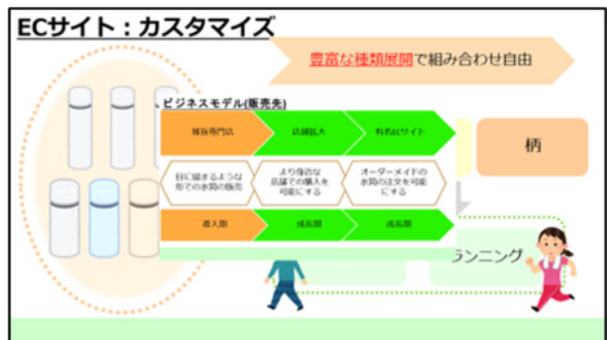 ECサイト：カスタマイズ
豊富な種類展開で組み合わせ自由
ビジネスモデル(販売先)
雑貨専門店
店舗拡大
有名ECサイト
柄
目に留まるような
形での水筒の販売
より身近な
店舗での購入を
可能にする
オーダーメイドの
水筒の注文を可能
にする
導入期
成長期
成長期
ランニング